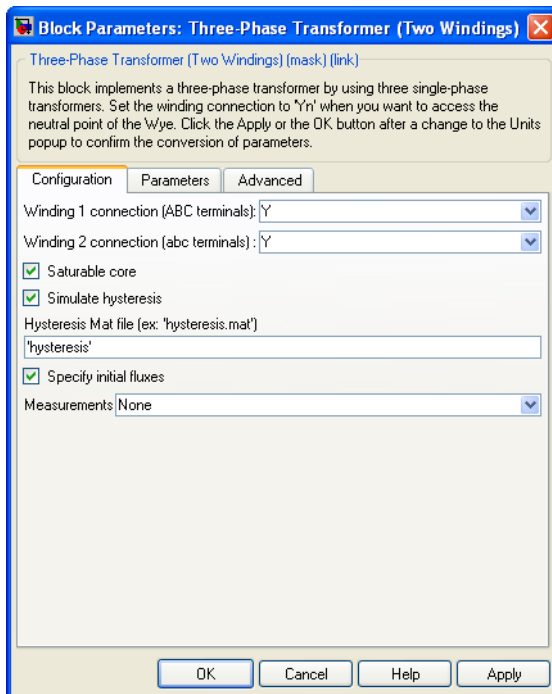 Block Parameters: Three-Phase Transformer (Two Windings)
Three-Phase Transformer (Two Windings) (mask) (link)
This block implements a three-phase transformer by using three single-phase
transformers. Set the winding connection to 'Yn' when you want to access the
neutral point of the Wye. Click the Apply or the OK button after a change to the Units
popup to confirm the conversion of parameters.
Configuration Parameters Advanced
Winding 1 connection (ABC terminals): Y
Winding 2 connection (abc terminals) : Y
Saturable core
Simulate hysteresis
Hysteresis Mat file (ex: 'hysteresis.mat')
'hysteresis'
Specify initial fluxes
Measurements None
OK Cancel Help Apply